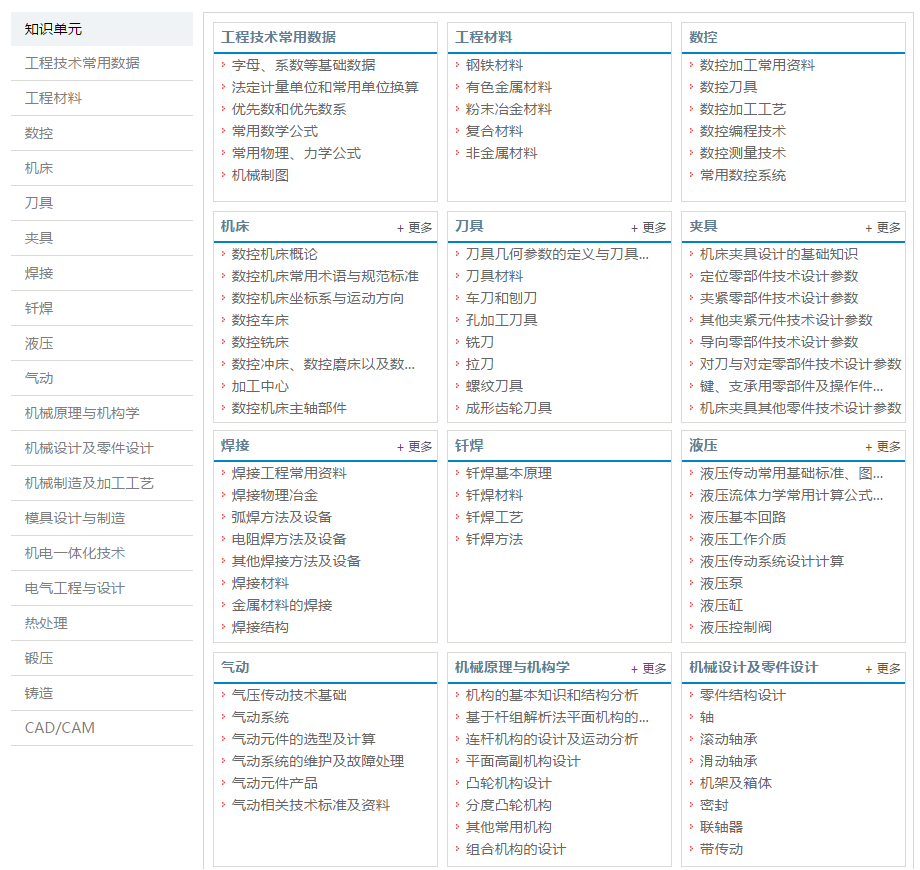 知识单元
工程技术常用数据
工程材料
数控
机床
刀具
夹具
焊接
钎焊
液压
气动
机械原理与机构学
机械设计及零件设计
机械制造及加工工艺
模具设计与制造
机电一体化技术
电气工程与设计
热处理
锻压
铸造
CAD/CAM
工程技术常用数据
字母、系数等基础数据
法定计量单位和常用单位换算
优先数和优先数系
常用数学公式
常用物理、力学公式
机械制图
工程材料
钢铁材料
有色金属材料
粉末冶金材料
复合材料
非金属材料
数控
数控加工常用资料
数控刀具
数控加工工艺
数控编程技术
数控测量技术
常用数控系统
机床 + 更多
数控机床概论
数控机床常用术语与规范标准
数控机床坐标系与运动方向
数控车床
数控铣床
数控冲床、数控磨床以及数...
加工中心
数控机床主轴部件
刀具 + 更多
刀具几何参数的定义与刀具...
刀具材料
车刀和刨刀
孔加工刀具
铣刀
拉刀
螺纹刀具
成形齿轮刀具
夹具 + 更多
机床夹具设计的基础知识
定位零部件技术设计参数
夹紧零部件技术设计参数
其他夹紧元件技术设计参数
导向零部件技术设计参数
对刀与对定零部件技术设计参数
键、支承用零部件及操作件...
机床夹具其他零件技术设计参数
焊接 + 更多
焊接工程常用资料
焊接物理冶金
弧焊方法及设备
电阻焊方法及设备
其他焊接方法及设备
焊接材料
金属材料的焊接
焊接结构
钎焊
钎焊基本原理
钎焊材料
钎焊工艺
钎焊方法
液压 + 更多
液压传动常用基础标准、图...
液压流体力学常用计算公式...
液压基本回路
液压工作介质
液压传动系统设计计算
液压泵
液压缸
液压控制阀
气动
气压传动技术基础
气动系统
气动元件的选型及计算
气动系统的维护及故障处理
气动元件产品
气动相关技术标准及资料
机械原理与机构学 + 更多
机构的基本知识和结构分析
基于杆组解析法平面机构的...
连杆机构的设计及运动分析
平面高副机构设计
凸轮机构设计
分度凸轮机构
其他常用机构
组合机构的设计
机械设计及零件设计 + 更多
零件结构设计
轴
滚动轴承
滑动轴承
机架及箱体
密封
联轴器
带传动